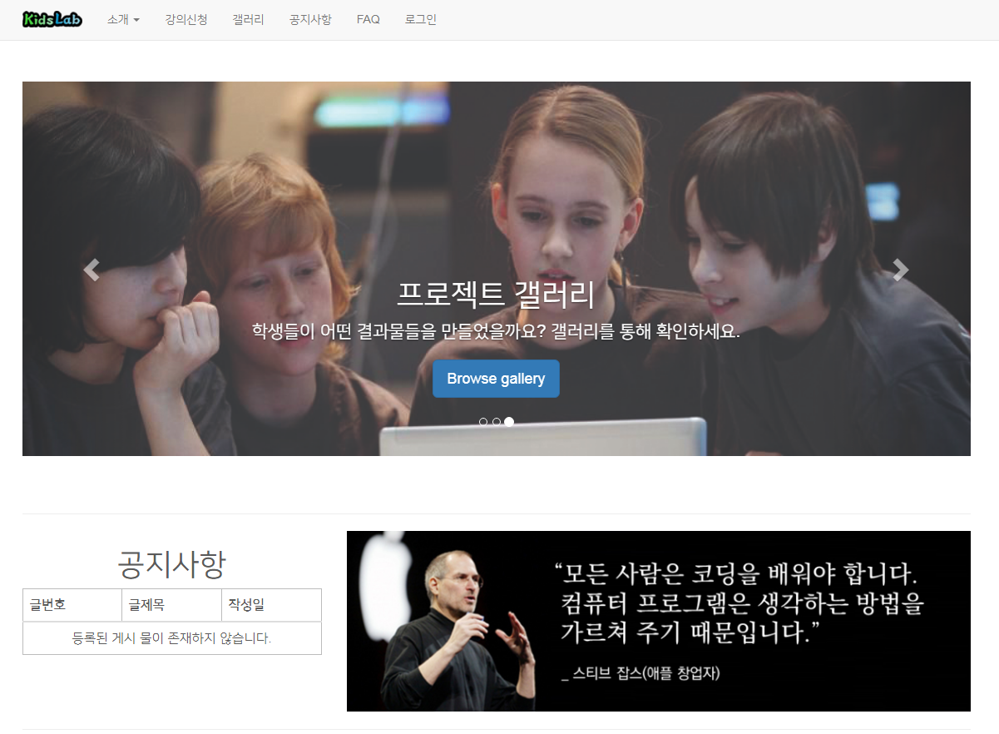 KidsLab 소개 강의신청 갤러리 공지사항 FAQ 로그인
프로젝트 갤러리
학생들이 어떤 결과물들을 만들었을까요? 갤러리를 통해 확인하세요.
Browse gallery
공지사항
글번호 글제목 작성일
등록된 게시 물이 존재하지 않습니다.
“모든 사람은 코딩을 배워야 합니다.
컴퓨터 프로그램은 생각하는 방법을
가르쳐 주기 때문입니다.”
_ 스티브 잡스(애플 창업자)